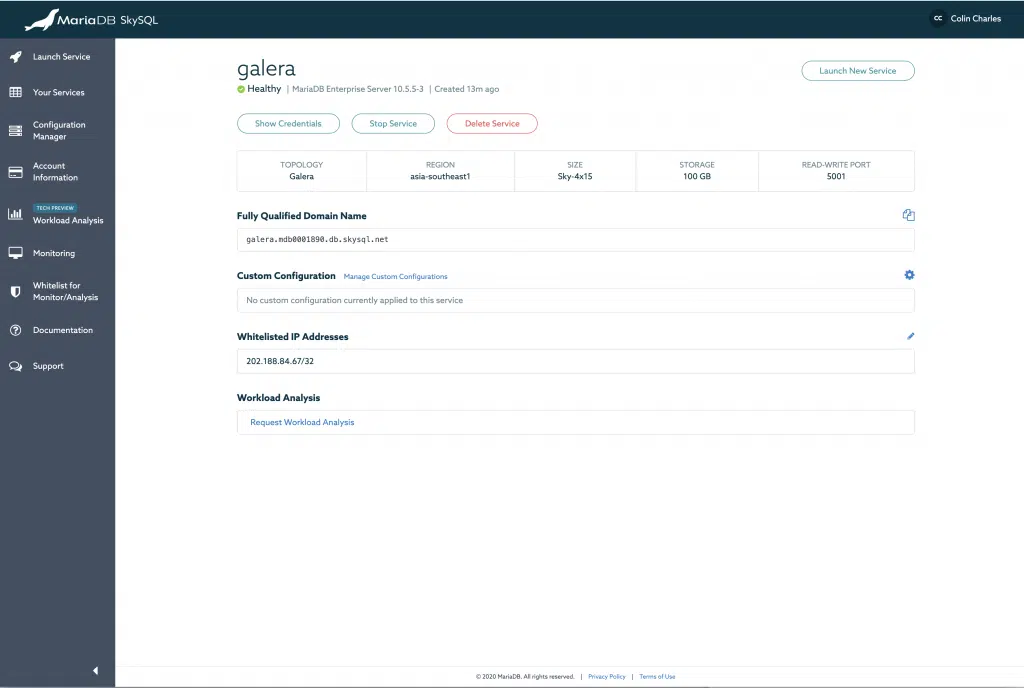 MariaDB SkySQL
CC Colin Charles
Launch Service
Your Services
Configuration
Manager
Account
Information
TECH PREVIEW
Workload Analysis
Monitoring
Whitelist for
Monitor/Analysis
Documentation
Support
galera
Launch New Service
Healthy | MariaDB Enterprise Server 10.5.5-3 | Created 13m ago
Show Credentials Stop Service Delete Service
TOPOLOGY REGION SIZE STORAGE READ-WRITE PORT
Galera asia-southeast1 Sky-4x15 100 GB 5001
Fully Qualified Domain Name
galera.mdb0001890.db.skysql.net
Custom Configuration Manage Custom Configurations
No custom configuration currently applied to this service
Whitelisted IP Addresses
202.188.84.67/32
Workload Analysis
Request Workload Analysis
© 2020 MariaDB. All rights reserved. | Privacy Policy | Terms of Use